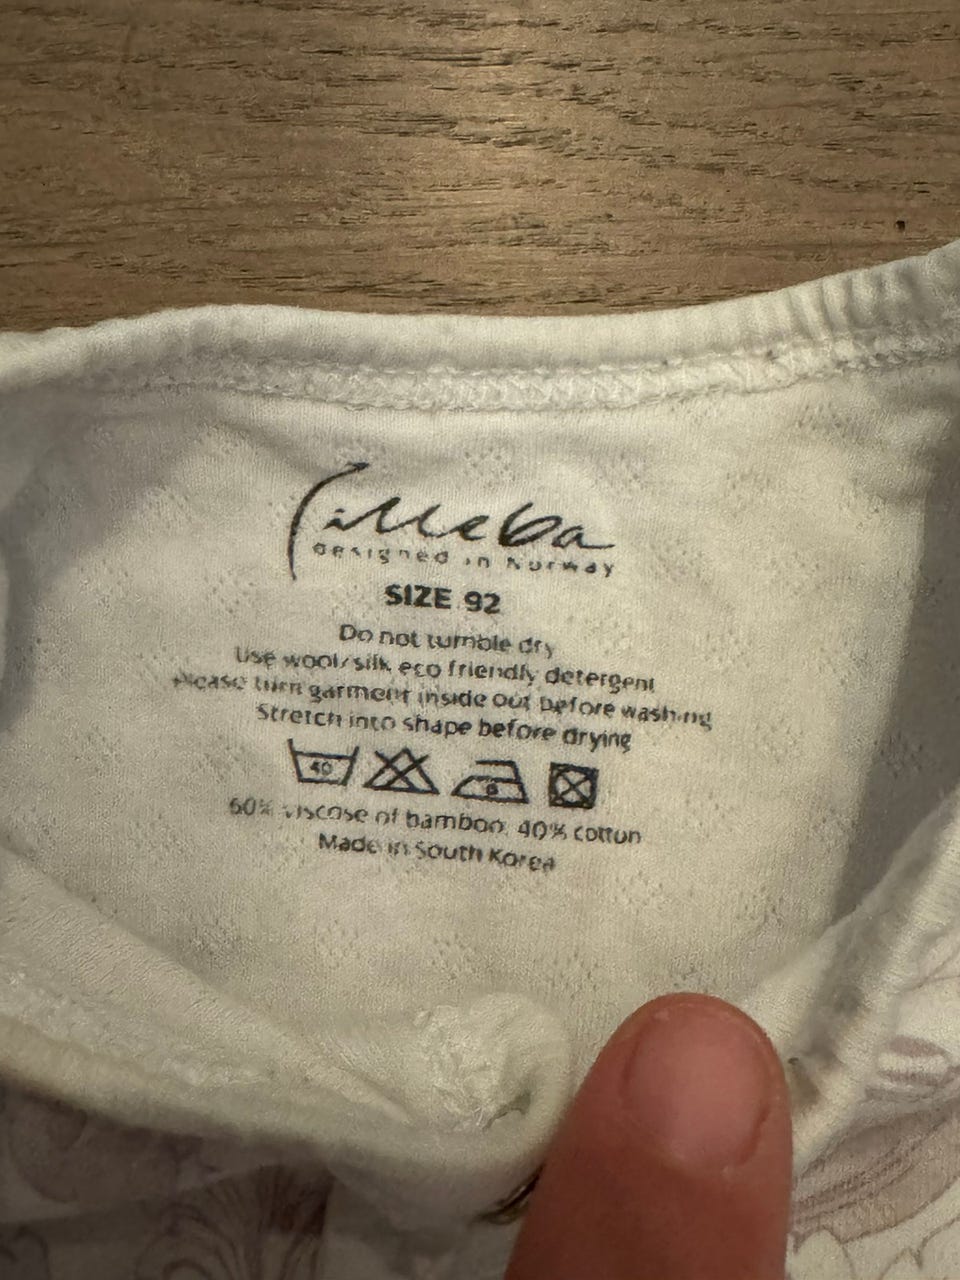 Lilleba
designed in Norway
SIZE 92
Do not tumble dry
Use wool/silk eco friendly detergent
Please turn garment inside out before washing
Stretch into shape before drying
40
60% viscose of bamboo, 40% cotton
Made in South Korea